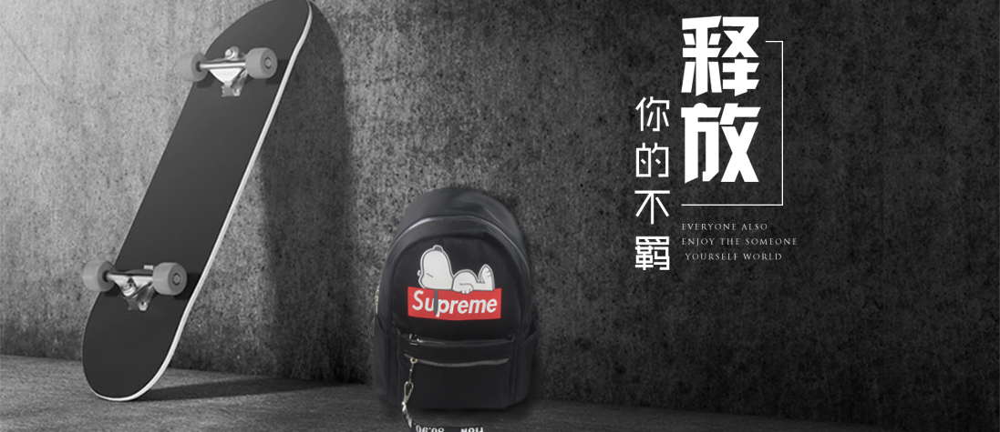 释放
你的不羁
EVERYONE ALSO
ENJOY THE SOMEONE
YOURSELF WORLD
Supreme